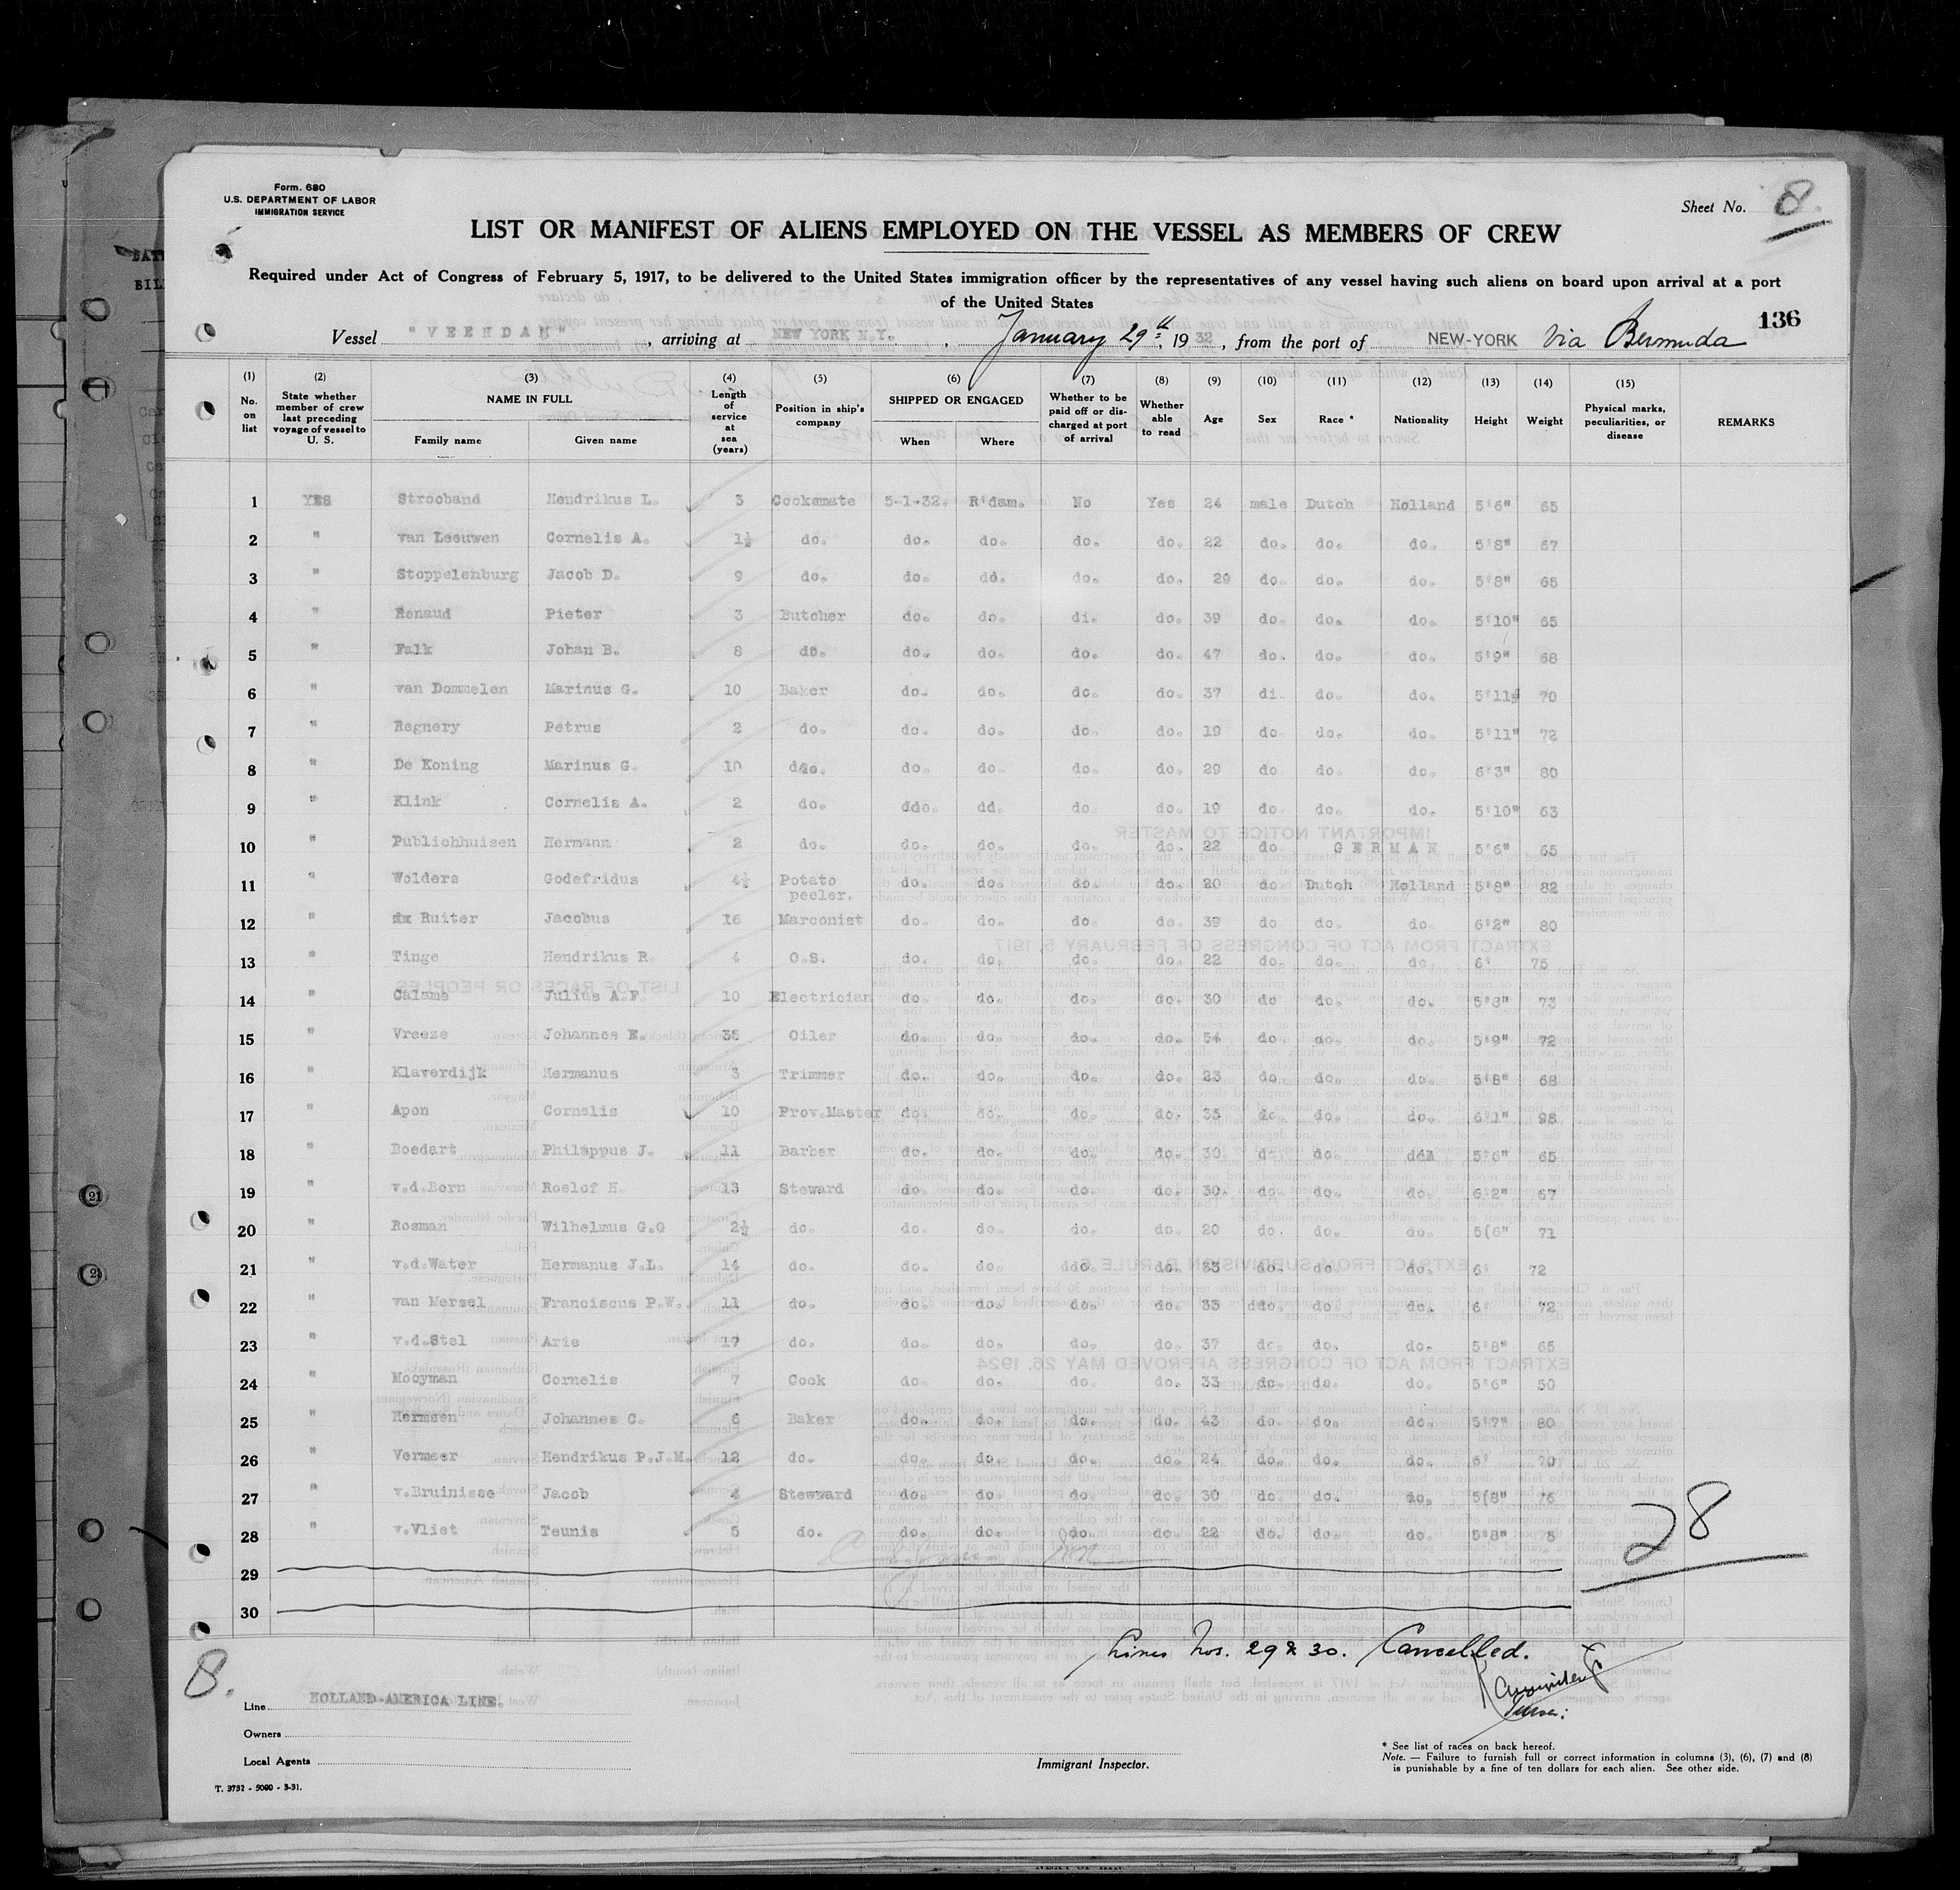 Form. 680
U.S. DEPARTMENT OF LABOR
IMMIGRATION SERVICE
Sheet No. 8.
LIST OR MANIFEST OF ALIENS EMPLOYED ON THE VESSEL AS MEMBERS OF CREW
Required under Act of Congress of February 5, 1917, to be delivered to the United States immigration officer by the representatives of any vessel having such aliens on board upon arrival at a port
of the United States
136
Vessel "VEENDAM", arriving at NEW YORK N.Y., January 29th, 1932, from the port of NEW-YORK Via Bermuda
(1) (2) (3) (4) (5) (6) (7) (8) (9) (10) (11) (12) (13) (14) (15)
No. on list State whether member of crew last preceding voyage of vessel to U. S. NAME IN FULL Family name Given name Length of service at sea (years) Position in ship's company SHIPPED OR ENGAGED When Where Whether to be paid off or discharged at port of arrival Whether able to read Age Sex Race * Nationality Height Weight Physical marks, peculiarities, or disease REMARKS
1 YES Strooband Hendrikus L. 3 Cooksmate 5-1-32. R'dam. No Yes 24 male Dutch Holland 5'6" 65
2 " van Leeuwen Cornelis A. 1½ do. do. do. do. do. 22 do. do. do. 5'8" 67
3 " Stoppelenburg Jacob D. 9 do. do. dd. do. do. 29 do. do. do. 5'8" 65
4 " Renaud Pieter 3 Butcher do. do. di. do. 39 do. do. do. 5'10" 65
5 " Falk Johan B. 8 do. do. do. do. do. 47 do. do. do. 5'9" 68
6 " van Dommelen Marinus G. 10 Baker do. do. do. do. 37 di. do. do. 5'11" 70
7 " Regnery Petrus 2 do. do. do. do. do. 19 do. do. do. 5'11" 72
8 " De Koning Marinus G. 10 do. do. do. do. do. 29 do. do. do. 6'3" 80
9 " Klink Cornelis A. 2 do. ddo. dd. do do. 19 do. do. do. 5'10" 63
10 " Publichhuisen Hermann 2 do. do. do. do. do. 22 do GERMAN 5'6" 65
11 " Wolders Godefridus 4½ Potato peeler. do. do. do. do. 20 do Dutch Holland 5'8" 82
12 " Ruiter Jacobus 16 Marconist do. do. do. do. 39 do do. do. 6'2" 80
13 " Tinge Hendrikus R. 4 O.S. do. do. do. do. 22 do. do. do. 6' 75
14 " Calame Julius A.F. 10 Electrician do. do. do. do. 30 do do. do. 5'8" 73
15 " Vreeze Johannes E. 35 Oiler do. do. do. do. 54 do. do. do. 5'9" 72
16 " Klaverdijk Hermanus 3 Trimmer do. do. do. do. 23 do. do. do. 5'8" 68
17 " Apon Cornelis 10 Prov.Master do. do. do. do. 35 do. do. do. 6'1" 98
18 " Boedart Philippus J. 11 Barber do. do. do. do. 30 do. do. 5'6" 65
19 " v.d.Born Roelof H. 13 Steward do. do. do. do. 30. do. do. do. 6'2" 67
20 " Rosman Wilhelmus G.G 2½ do. do. do. do. do. 20 do. do. do. 5(6" 71
21 " v.d.Water Hermanus J.L. 14 do. do. do. ddo. do. 33 do. do. do. 6' 72
22 " van Mersel Franciscus P.W. 11 do. do. do. do. do. 33 ddo. do. do. 6' 72
23 " v.d.Stel Arie 17 do. do. do. do. do. 37 do. do. do. 5'8" 65
24 " Mooyman Cornelis 7 Cook do. do. do. do. 33 do. do. do. 5'6" 50
25 " Hermsen Johannes C. 6 Baker do. do. do. do. 43 do. do. do. 5'7" 80
26 " Vermeer Hendrikus P.J.M. 12 do. do. do. do. do. 24 do. do. do. 6' 70
27 " v.Bruinisse Jacob 4 Stewward do. do. do. do. 30 do. do. do. 5(8" 76
28 " v.Vliet Teunis 5 do. do. do. do. do. 22 do. do. do. 5'8" 5
28
29
30
Lines Nos. 29 & 30. Cancelled.
8.
Line HOLLAND-AMERICA LINE.
Owners
Local Agents
Immigrant Inspector.
* See list of races on back hereof.
Note. — Failure to furnish full or correct information in columns (3), (6), (7) and (8)
is punishable by a fine of ten dollars for each alien. See other side.
T. 3732 - 5000 - 3-31.